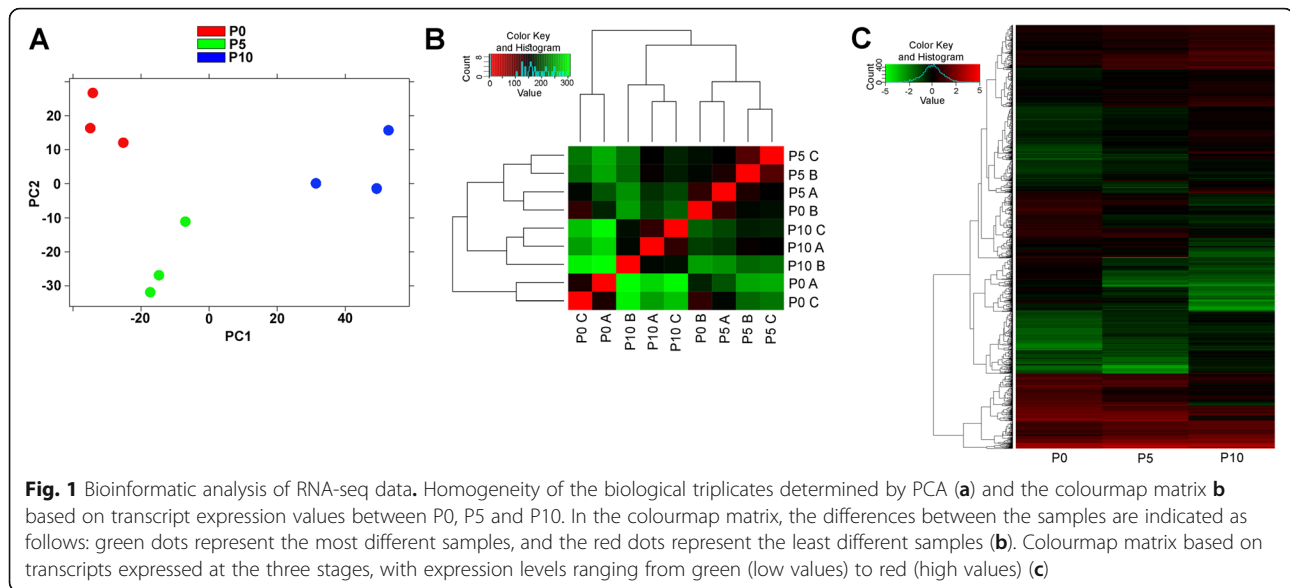 A
P0
P5
P10
20
10
0
-10
-20
-30
PC2
-20
0
20
40
PC1
B
Color Key
and Histogram
Count
0
8
0
100
200
300
Value
P5 C
P5 B
P5 A
P0 B
P10 C
P10 A
P10 B
P0 A
P0 C
P0 C
P0 A
P10 B
P10 A
P10 C
P0 B
P5 A
P5 B
P5 C
C
Color Key
and Histogram
Count
0
400
-5
-2
0
2
5
Value
P0
P5
P10
Fig. 1 Bioinformatic analysis of RNA-seq data. Homogeneity of the biological triplicates determined by PCA (a) and the colourmap matrix b
based on transcript expression values between P0, P5 and P10. In the colourmap matrix, the differences between the samples are indicated as
follows: green dots represent the most different samples, and the red dots represent the least different samples (b). Colourmap matrix based on
transcripts expressed at the three stages, with expression levels ranging from green (low values) to red (high values) (c)